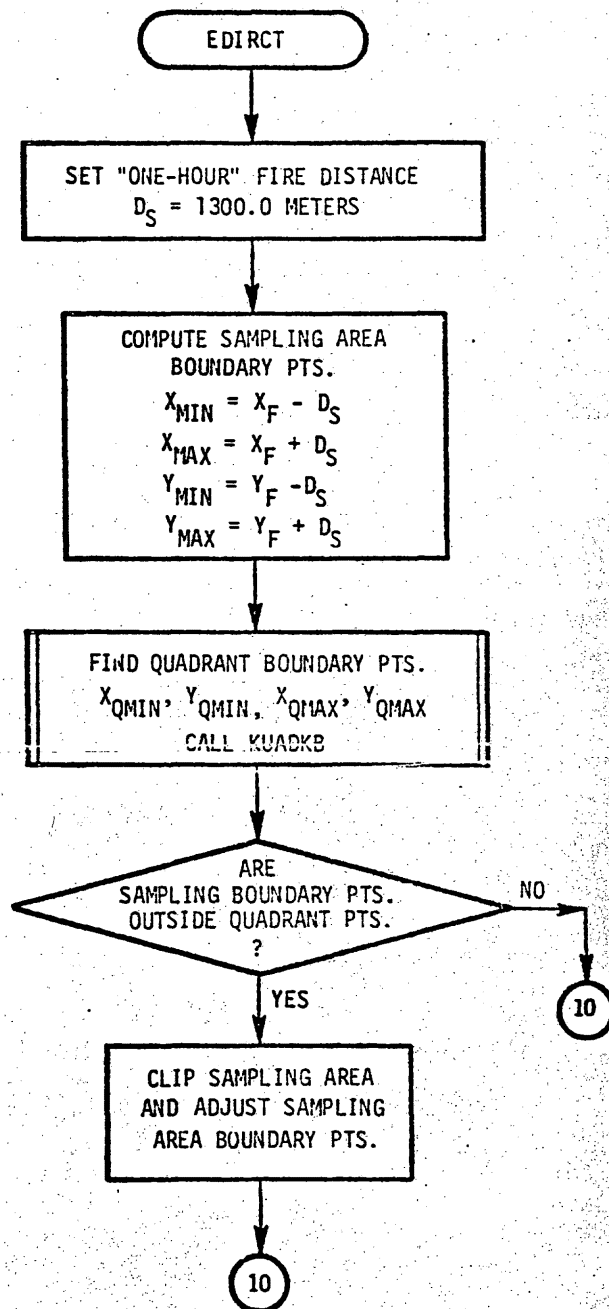 EDIRCT
SET "ONE-HOUR" FIRE DISTANCE
D_S = 1300.0 METERS
COMPUTE SAMPLING AREA
BOUNDARY PTS.
X_MIN = X_F - D_S
X_MAX = X_F + D_S
Y_MIN = Y_F -D_S
Y_MAX = Y_F + D_S
FIND QUADRANT BOUNDARY PTS.
X_QMIN, Y_QMIN, X_QMAX, Y_QMAX
CALL KUADKB
ARE
SAMPLING BOUNDARY PTS.
OUTSIDE QUADRANT PTS.
?
NO
10
YES
CLIP SAMPLING AREA
AND ADJUST SAMPLING
AREA BOUNDARY PTS.
10